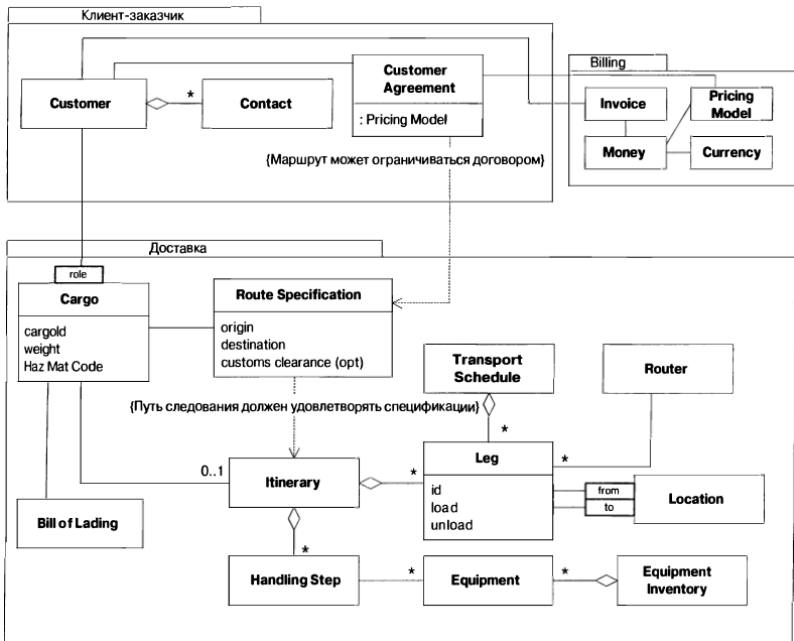 Клиент-заказчик
Customer
*
Contact
Customer
Agreement
: Pricing Model
Billing
Invoice
Pricing
Model
Money
Currency
{Маршрут может ограничиваться договором}
Доставка
role
Cargo
cargoId
weight
Haz Mat Code
Route Specification
origin
destination
customs clearance (opt)
Transport
Schedule
Router
{Путь следования должен удовлетворять спецификации}
*
0..1
Itinerary
*
Leg
id
load
unload
*
from
to
Location
Bill of Lading
*
Handling Step
*
Equipment
*
Equipment
Inventory